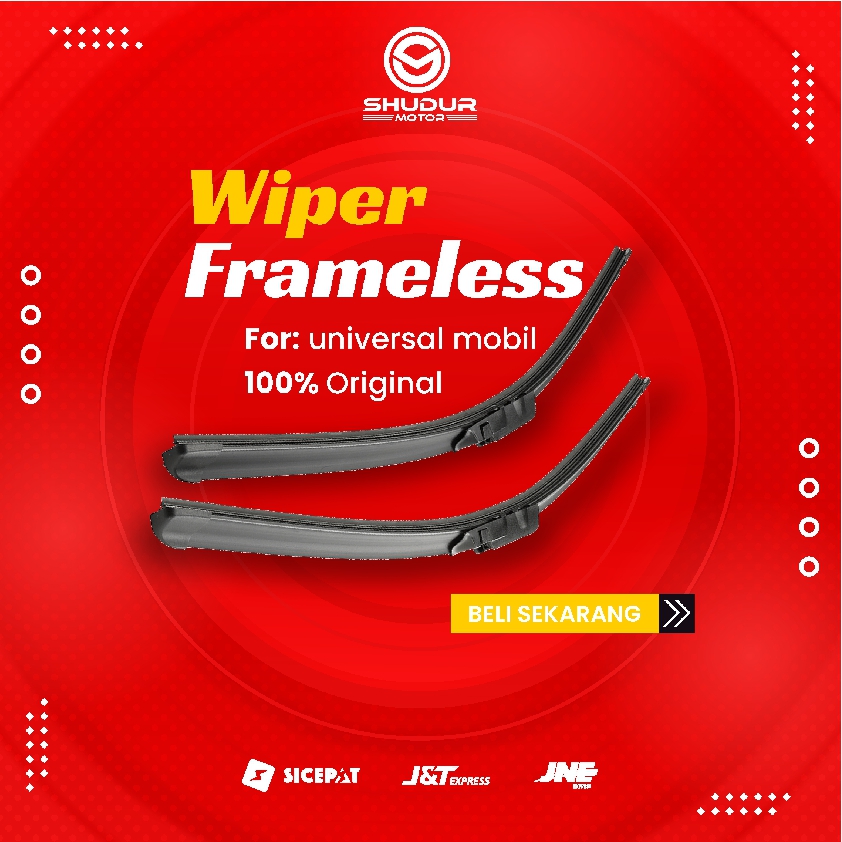 SHUDUR
MOTOR
Wiper
Frameless
For: universal mobil
100% Original
BELI SEKARANG
SICEPAT
J&T EXPRESS
JNE